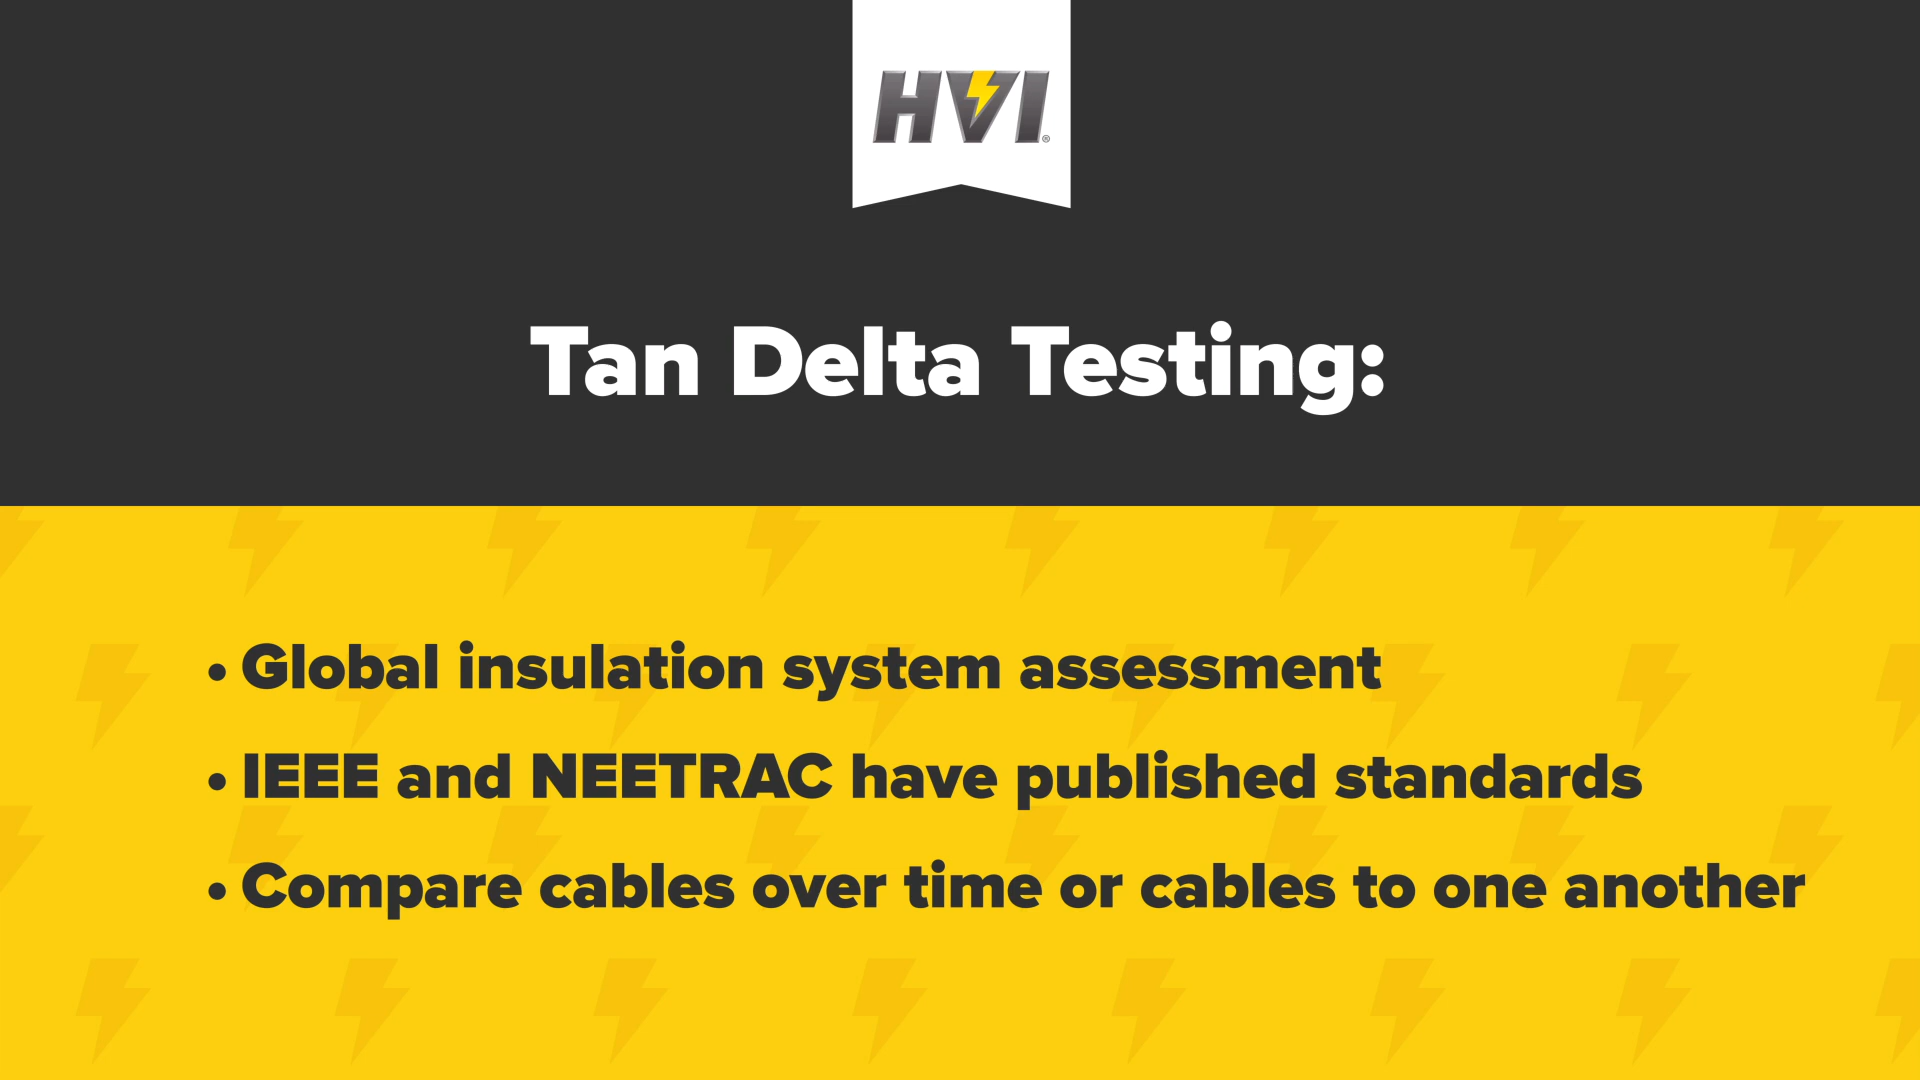 HVI®
Tan Delta Testing:
• Global insulation system assessment
• IEEE and NEETRAC have published standards
• Compare cables over time or cables to one another